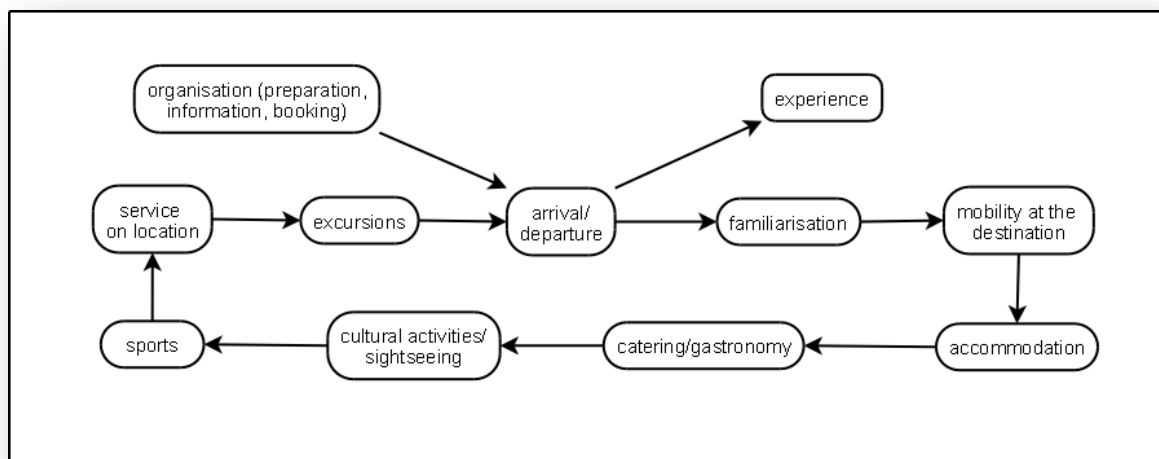 organisation (preparation,
information, booking)
experience
service
on location
excursions
arrival/
departure
familiarisation
mobility at the
destination
sports
cultural activities/
sightseeing
catering/gastronomy
accommodation